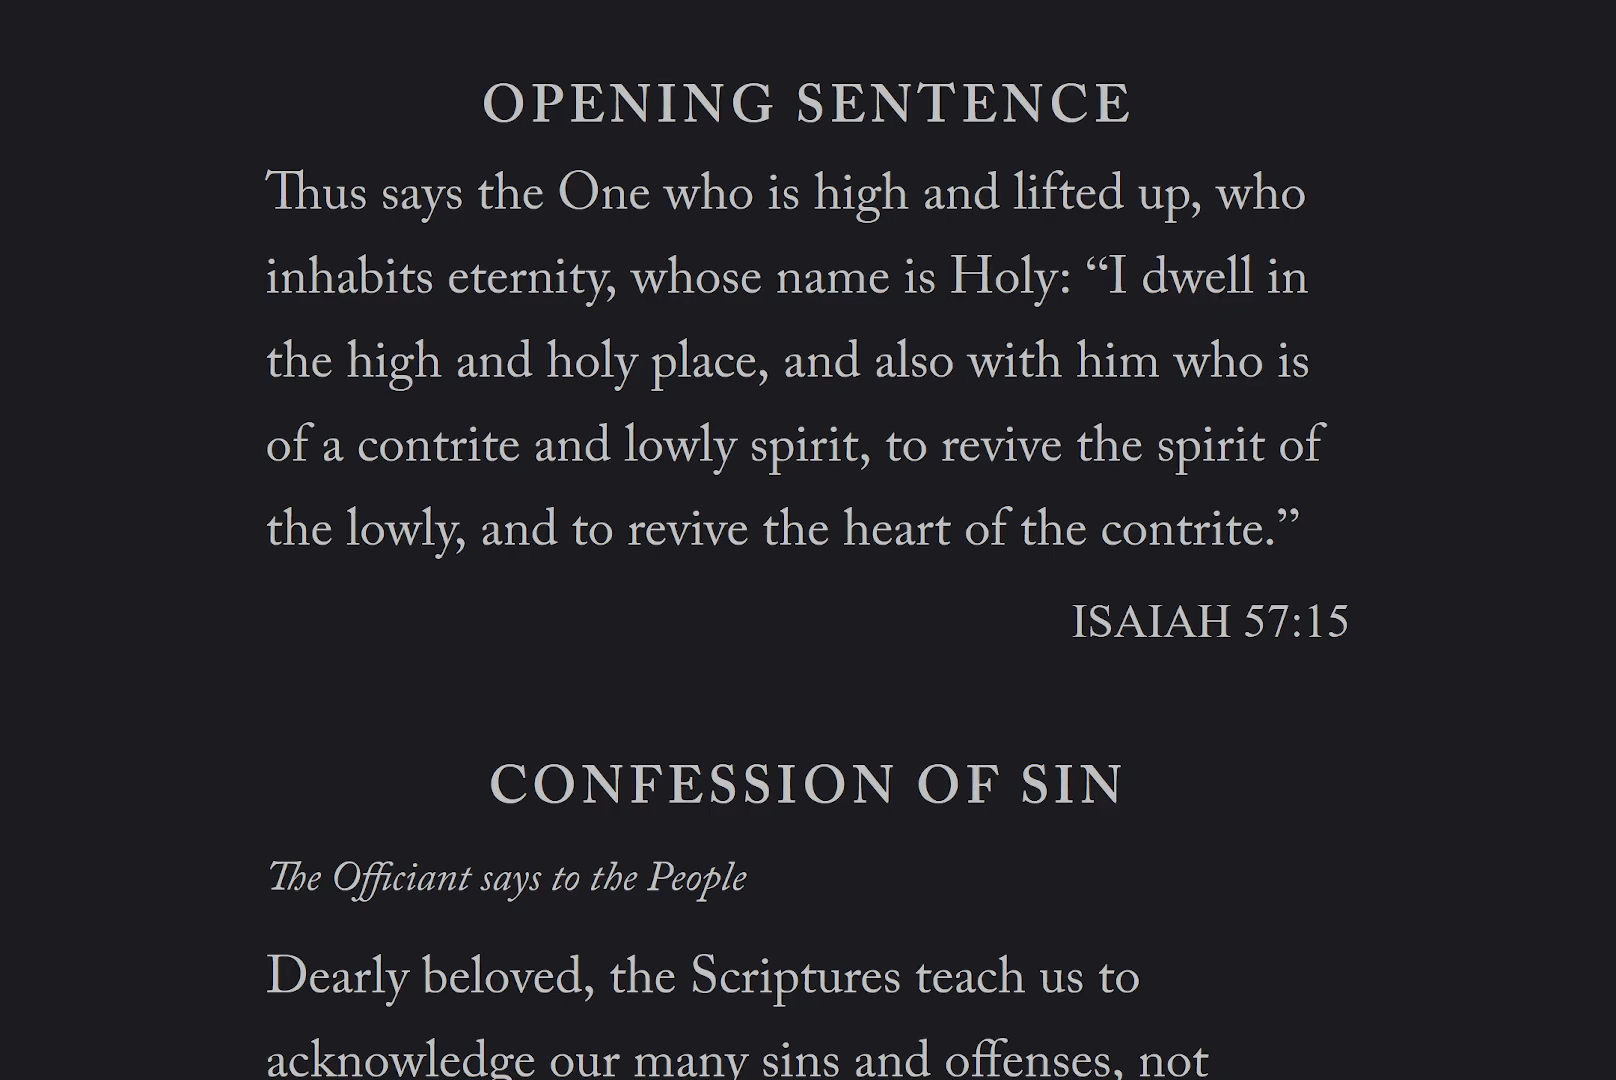 OPENING SENTENCE
Thus says the One who is high and lifted up, who
inhabits eternity, whose name is Holy: “I dwell in
the high and holy place, and also with him who is
of a contrite and lowly spirit, to revive the spirit of
the lowly, and to revive the heart of the contrite.”
ISAIAH 57:15
CONFESSION OF SIN
The Officiant says to the People
Dearly beloved, the Scriptures teach us to
acknowledge our many sins and offenses, not